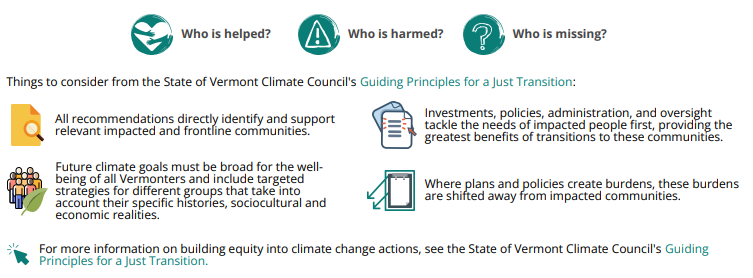 Who is helped?
Who is harmed?
Who is missing?
Things to consider from the State of Vermont Climate Council's Guiding Principles for a Just Transition:
All recommendations directly identify and support
relevant impacted and frontline communities.
Investments, policies, administration, and oversight
tackle the needs of impacted people first, providing the
greatest benefits of transitions to these communities.
Future climate goals must be broad for the well-
being of all Vermonters and include targeted
strategies for different groups that take into
account their specific histories, sociocultural and
economic realities.
Where plans and policies create burdens, these burdens
are shifted away from impacted communities.
For more information on building equity into climate change actions, see the State of Vermont Climate Council's Guiding
Principles for a Just Transition.